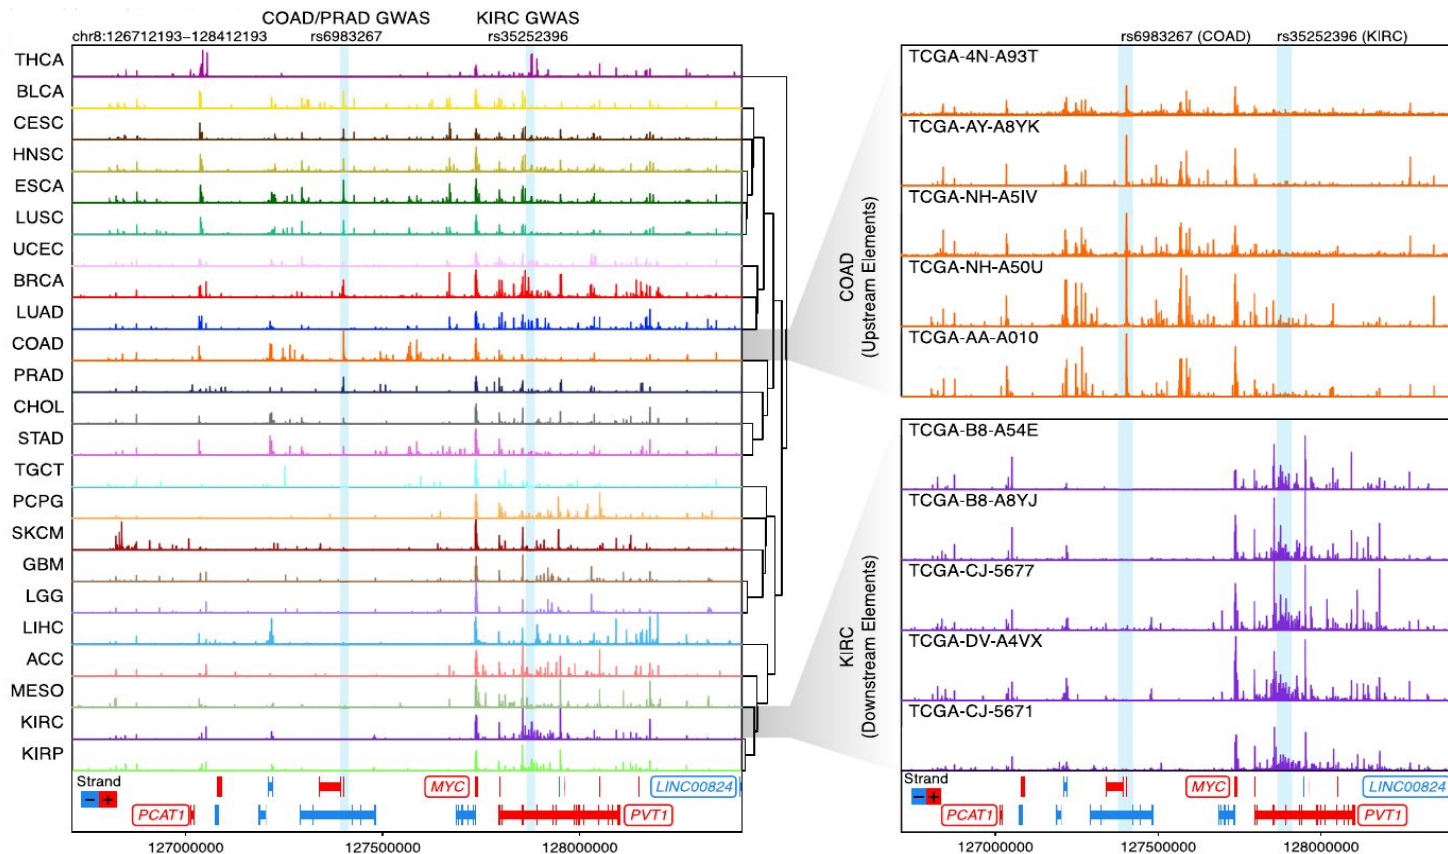 COAD/PRAD GWAS KIRC GWAS
chr8:126712193−128412193 rs6983267 rs35252396
THCA
BLCA
CESC
HNSC
ESCA
LUSC
UCEC
BRCA
LUAD
COAD
PRAD
CHOL
STAD
TGCT
PCPG
SKCM
GBM
LGG
LIHC
ACC
MESO
KIRC
KIRP
Strand
− +
MYC LINC00824
PCAT1 PVT1
127000000 127500000 128000000
rs6983267 (COAD) rs35252396 (KIRC)
COAD
(Upstream Elements)
TCGA-4N-A93T
TCGA-AY-A8YK
TCGA-NH-A5IV
TCGA-NH-A50U
TCGA-AA-A010
KIRC
(Downstream Elements)
TCGA-B8-A54E
TCGA-B8-A8YJ
TCGA-CJ-5677
TCGA-DV-A4VX
TCGA-CJ-5671
Strand
− +
MYC LINC00824
PCAT1 PVT1
127000000 127500000 128000000